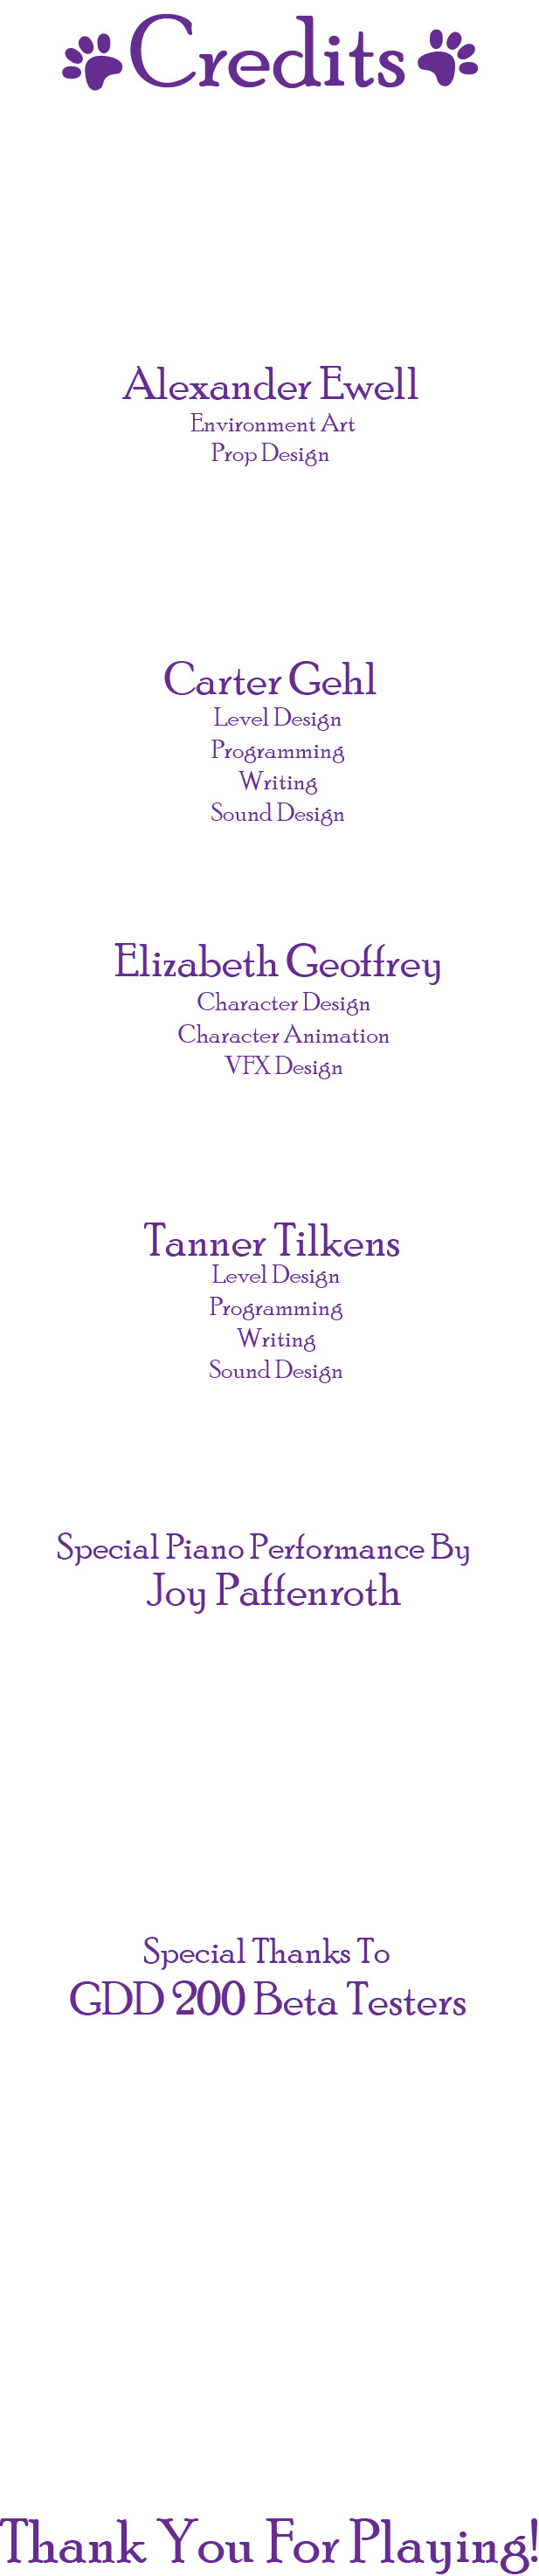 Credits
Alexander Ewell
Environment Art
Prop Design
Carter Gehl
Level Design
Programming
Writing
Sound Design
Elizabeth Geoffrey
Character Design
Character Animation
VFX Design
Tanner Tilkens
Level Design
Programming
Writing
Sound Design
Special Piano Performance By
Joy Paffenroth
Special Thanks To
GDD 200 Beta Testers
Thank You For Playing!